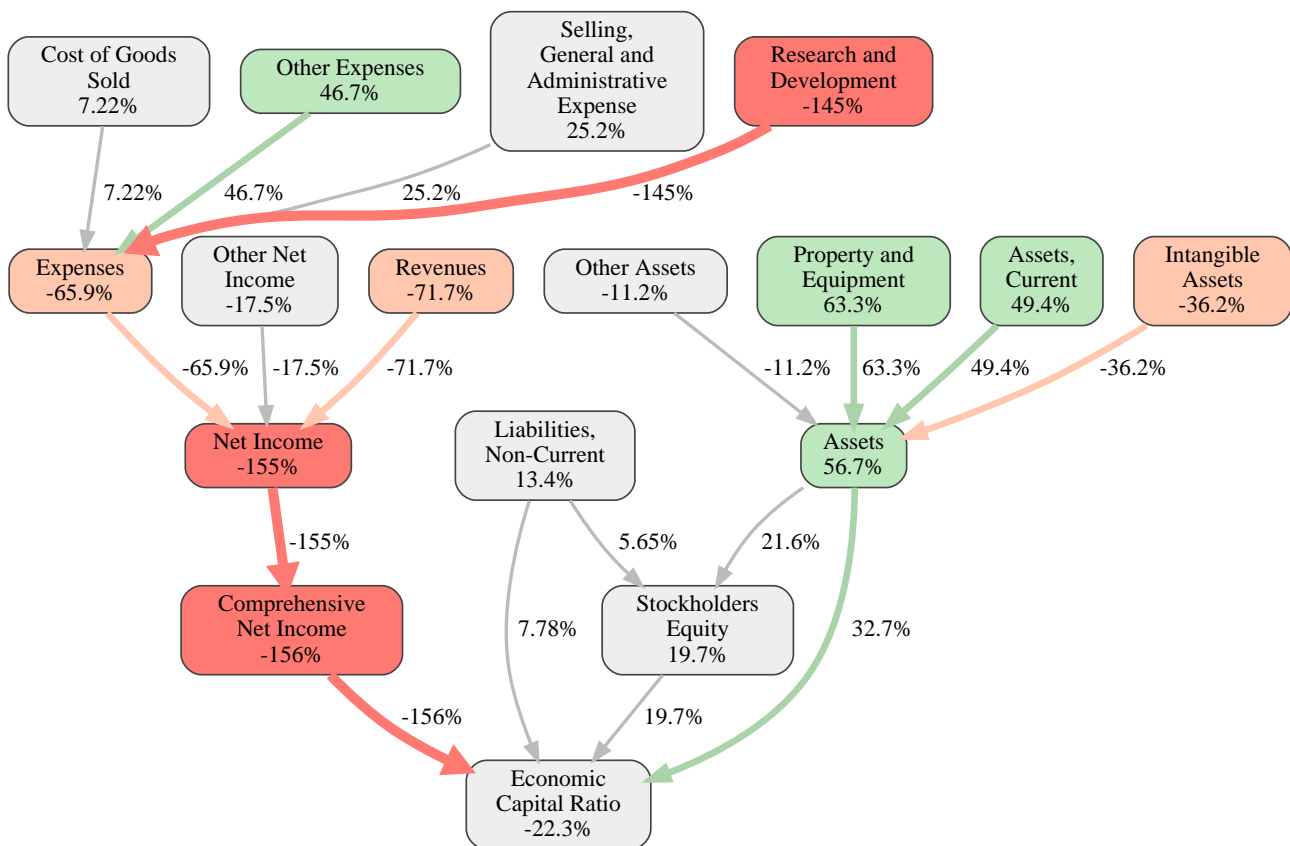 Cost of Goods
Sold
7.22%
Other Expenses
46.7%
Selling,
General and
Administrative
Expense
25.2%
Research and
Development
-145%
7.22%
46.7%
25.2%
-145%
Expenses
-65.9%
Other Net
Income
-17.5%
Revenues
-71.7%
Other Assets
-11.2%
Property and
Equipment
63.3%
Assets,
Current
49.4%
Intangible
Assets
-36.2%
-65.9%
-17.5%
-71.7%
-11.2%
63.3%
49.4%
-36.2%
Net Income
-155%
Liabilities,
Non-Current
13.4%
Assets
56.7%
-155%
5.65%
21.6%
Comprehensive
Net Income
-156%
7.78%
Stockholders
Equity
19.7%
32.7%
-156%
19.7%
Economic
Capital Ratio
-22.3%